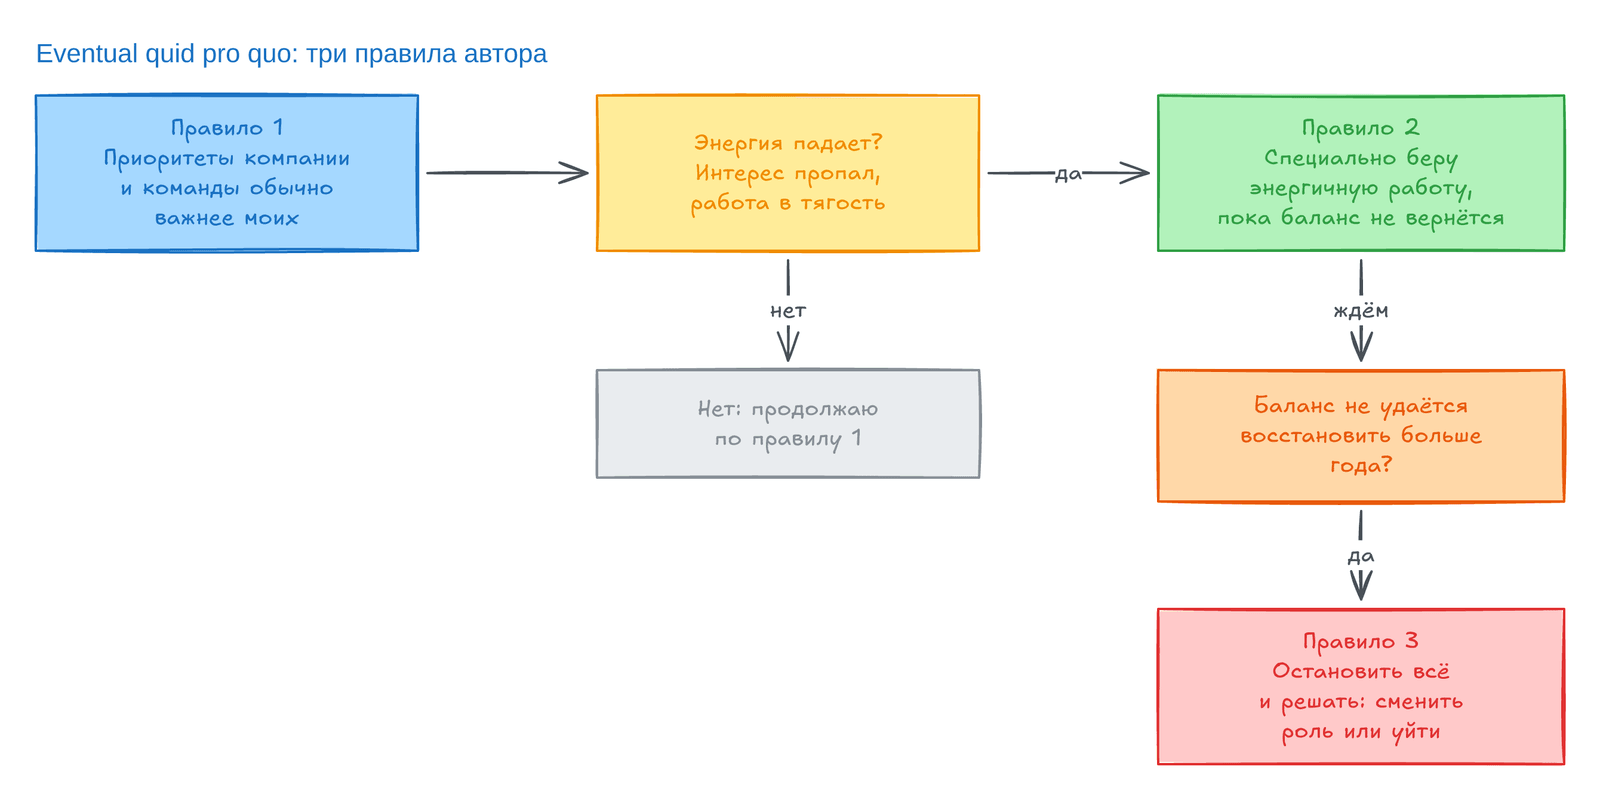 Eventual quid pro quo: три правила автора
Правило 1
Приоритеты компании
и команды обычно
важнее моих
Энергия падает?
Интерес пропал,
работа в тягость
да
Правило 2
Специально беру
энергичную работу,
пока баланс не вернётся
нет
ждём
Нет: продолжаю
по правилу 1
Баланс не удаётся
восстановить больше
года?
да
Правило 3
Остановить всё
и решать: сменить
роль или уйти